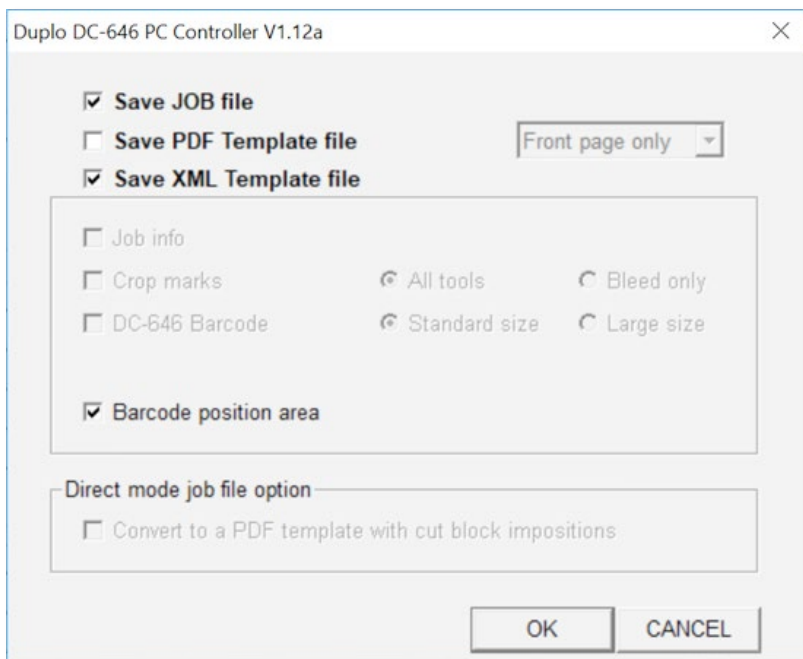 Duplo DC-646 PC Controller V1.12a
Save JOB file
Save PDF Template file Front page only
Save XML Template file
Job info
Crop marks All tools Bleed only
DC-646 Barcode Standard size Large size
Barcode position area
Direct mode job file option
Convert to a PDF template with cut block impositions
OK CANCEL